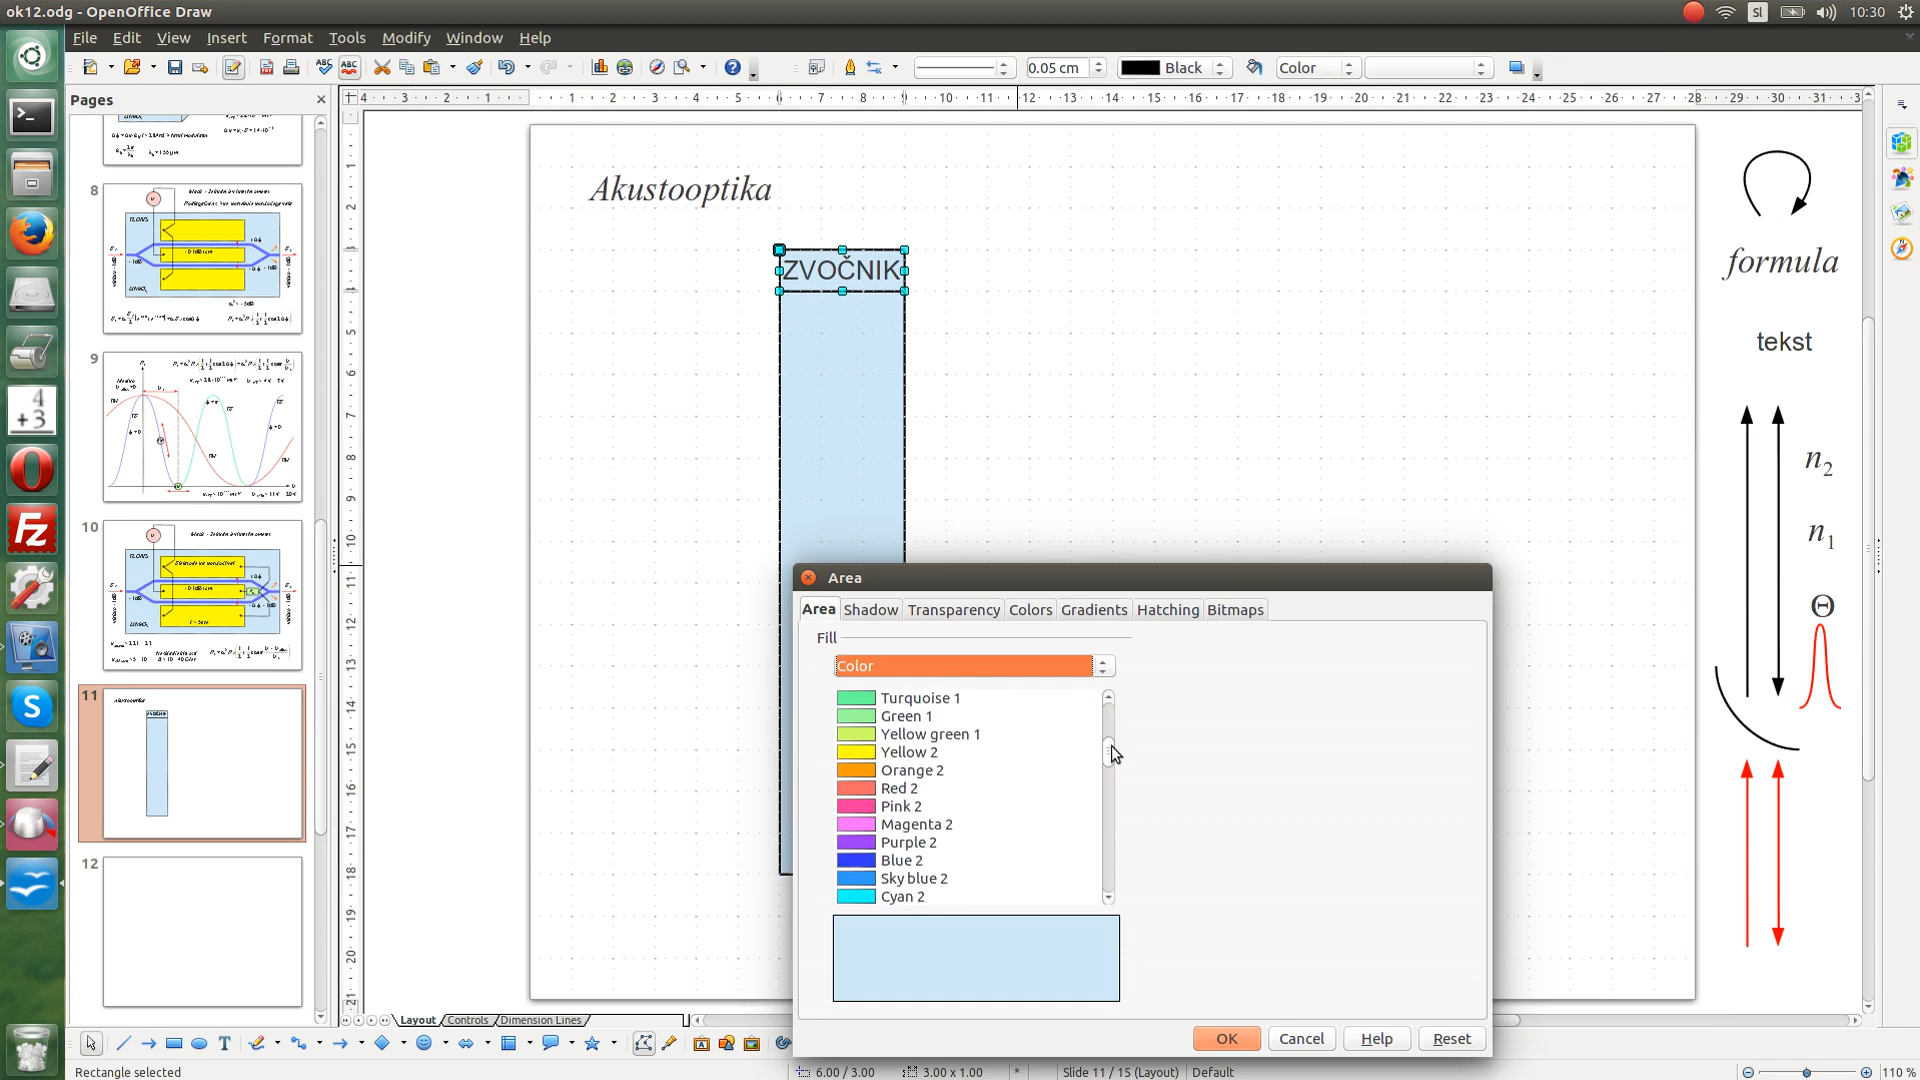 ok12.odg - OpenOffice Draw
Sl
10:30
File Edit View Insert Format Tools Modify Window Help
0.05 cm
Black
Color
Pages
8
9
10
11
12
Akustooptika
ZVOČNIK
formula
tekst
n2
n1
Θ
Area
Area Shadow Transparency Colors Gradients Hatching Bitmaps
Fill
Color
Turquoise 1
Green 1
Yellow green 1
Yellow 2
Orange 2
Red 2
Pink 2
Magenta 2
Purple 2
Blue 2
Sky blue 2
Cyan 2
OK Cancel Help Reset
Layout Controls Dimension Lines
Rectangle selected
6.00 / 3.00
3.00 x 1.00
*
Slide 11 / 15 (Layout)
Default
110 %